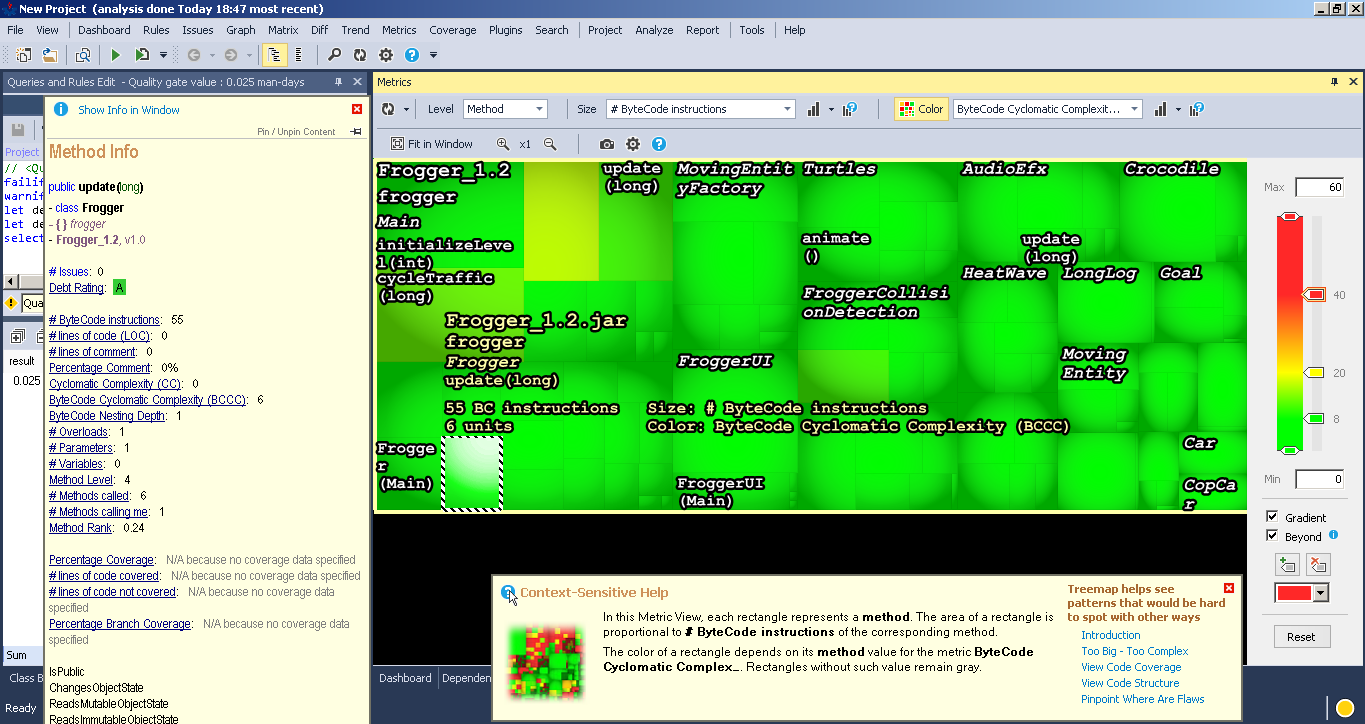 New Project  (analysis done Today 18:47 most recent)
File View Dashboard Rules Issues Graph Matrix Diff Trend Metrics Coverage Plugins Search Project Analyze Report Tools Help
Queries and Rules Edit  - Quality gate value : 0.025 man-days
Metrics
Show Info in Window
Pin / Unpin Content
Project
// <Qu
failif
warnif
let de
let de
selec
Qua
result
0.025
Sum
Class B
Ready
Method Info
public update(long)
- class Frogger
- { } frogger
- Frogger_1.2, v1.0
# Issues: 0
Debt Rating: A
# ByteCode instructions: 55
# lines of code (LOC): 0
# lines of comment: 0
Percentage Comment: 0%
Cyclomatic Complexity (CC): 0
ByteCode Cyclomatic Complexity (BCCC): 6
ByteCode Nesting Depth: 1
# Overloads: 1
# Parameters: 1
# Variables: 0
Method Level: 4
# Methods called: 6
# Methods calling me: 1
Method Rank: 0.24
Percentage Coverage: N/A because no coverage data specified
# lines of code covered: N/A because no coverage data specified
# lines of code not covered: N/A because no coverage data
specified
Percentage Branch Coverage: N/A because no coverage data
specified
IsPublic
ChangesObjectState
ReadsMutableObjectState
ReadsImmutableObjectState
Level Method Size # ByteCode instructions Color ByteCode Cyclomatic Complexit...
Fit in Window x1
Frogger_1.2
frogger
Main
initializeLeve
l(int)
cycleTraffic
(long)
update
(long)
MovingEntit
yFactory
Turtles
AudioEfx
Crocodile
animate
()
update
(long)
HeatWave LongLog Goal
FroggerCollisi
onDetection
Frogger_1.2.jar
frogger
Frogger
update(long)
FroggerUI
Moving
Entity
55 BC instructions Size: # ByteCode instructions
6 units Color: ByteCode Cyclomatic Complexity (BCCC)
Frogge
r
(Main)
FroggerUI
(Main)
Car
CopCa
r
Max 60
40
20
8
Min 0
Gradient
Beyond
Reset
Dashboard Dependen
Context-Sensitive Help
In this Metric View, each rectangle represents a method. The area of a rectangle is
proportional to # ByteCode instructions of the corresponding method.
The color of a rectangle depends on its method value for the metric ByteCode
Cyclomatic Complex... Rectangles without such value remain gray.
Treemap helps see
patterns that would be hard
to spot with other ways
Introduction
Too Big - Too Complex
View Code Coverage
View Code Structure
Pinpoint Where Are Flaws